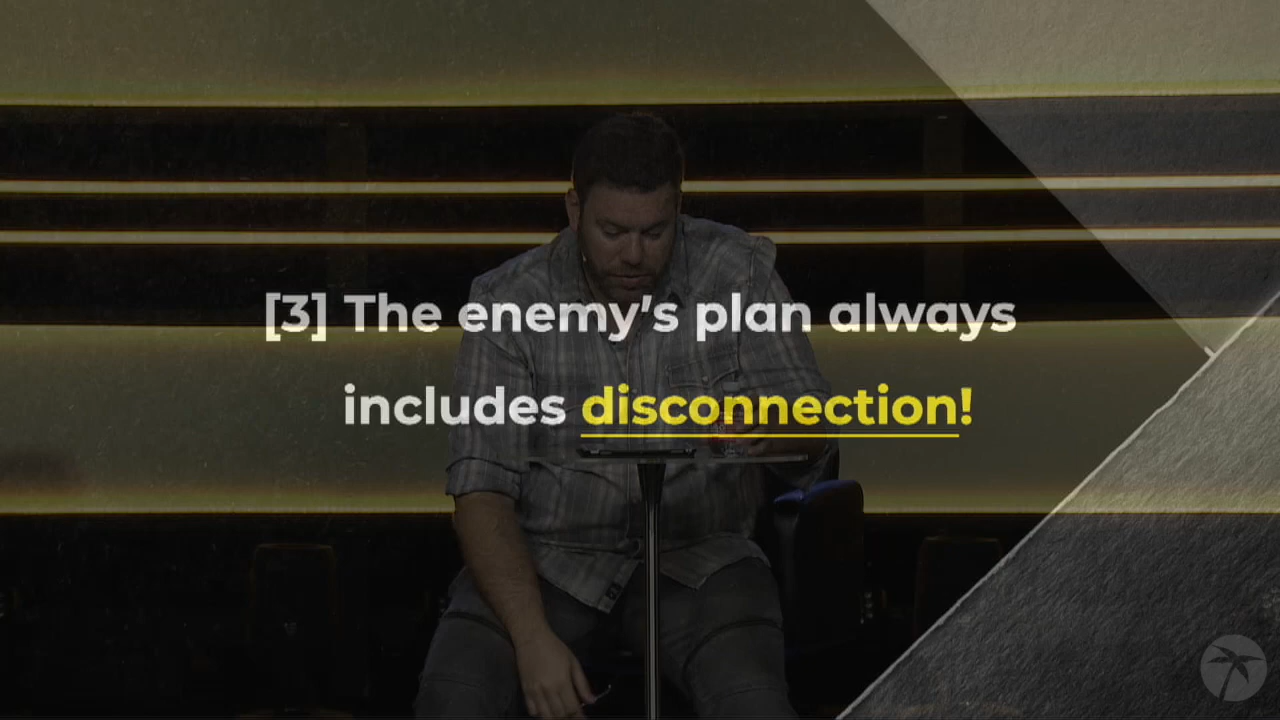 [3] The enemy's plan always
includes disconnection!